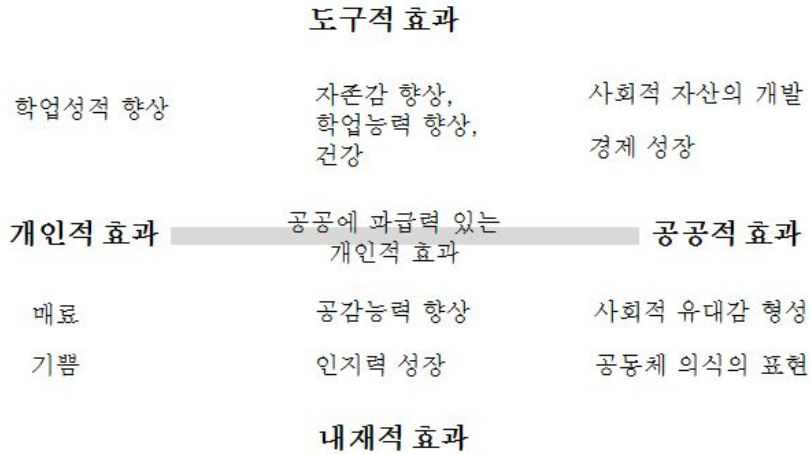 도구적 효과
학업성적 향상
자존감 향상,
학업능력 향상,
건강
사회적 자산의 개발
경제 성장
개인적 효과
공공에 파급력 있는
개인적 효과
공공적 효과
매료
공감능력 향상
사회적 유대감 형성
기쁨
인지력 성장
공동체 의식의 표현
내재적 효과